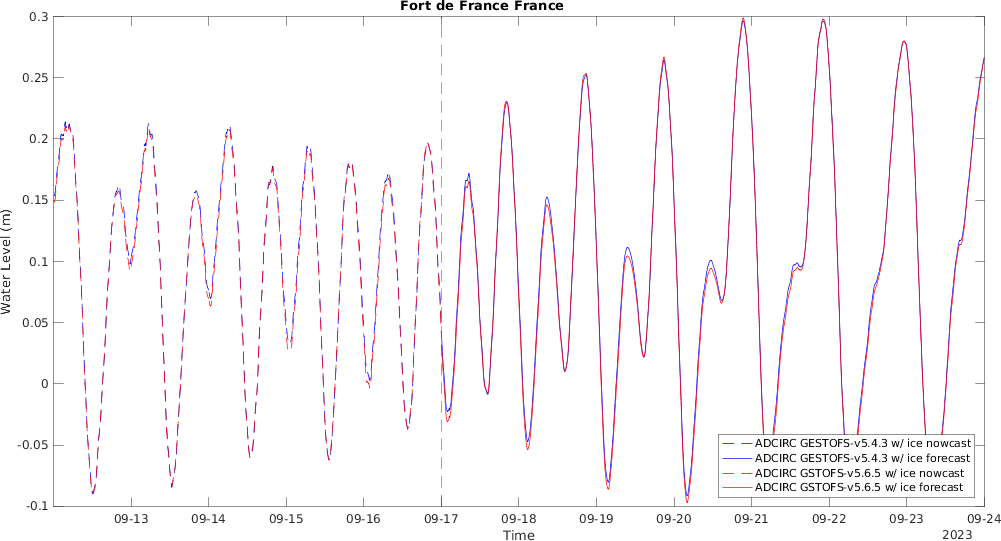 Fort de France France
0.3
0.25
0.2
0.15
0.1
0.05
0
-0.05
-0.1
Water Level (m)
ADCIRC GESTOFS-v5.4.3 w/ ice nowcast
ADCIRC GESTOFS-v5.4.3 w/ ice forecast
ADCIRC GSTOFS-v5.6.5 w/ ice nowcast
ADCIRC GSTOFS-v5.6.5 w/ ice forecast
09-13 09-14 09-15 09-16 09-17 09-18 09-19 09-20 09-21 09-22 09-23 09-24
Time
2023